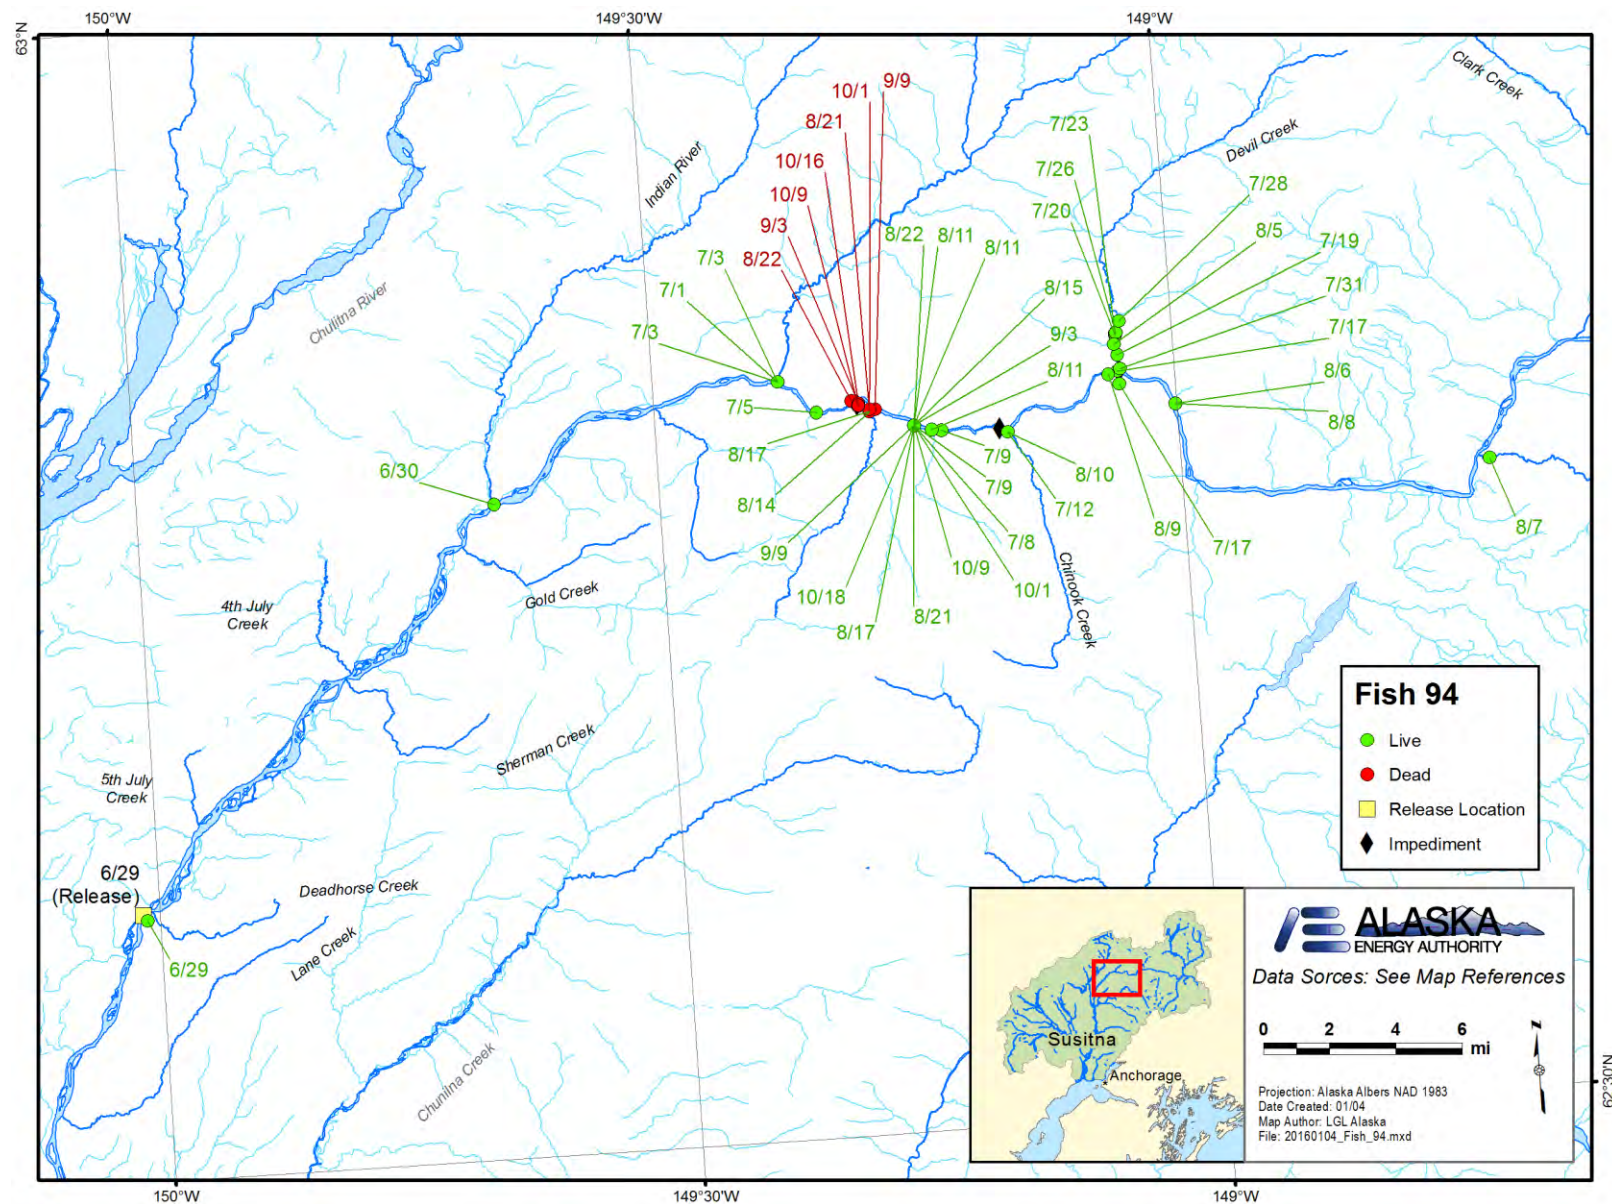 150°W
149°30'W
149°W
63°N
Clark Creek
10/1
9/9
8/21
7/23
Devil Creek
10/16
7/26
7/28
Indian River
10/9
7/20
8/5
9/3
8/22
8/11
8/11
7/19
7/3
8/22
7/1
8/15
7/31
Chulitna River
7/3
9/3
7/17
8/11
8/6
7/5
8/8
8/17
7/9
8/10
6/30
7/9
8/14
7/12
8/9
7/17
8/7
9/9
7/8
10/9
10/18
10/1
Chinook Creek
Gold Creek
4th July
Creek
8/17
8/21
Sherman Creek
5th July
Creek
6/29
(Release)
Deadhorse Creek
Lane Creek
6/29
Chunilna Creek
Fish 94
Live
Dead
Release Location
Impediment
Susitna
Anchorage
ALASKA
ENERGY AUTHORITY
Data Sorces: See Map References
0 2 4 6
mi
N
Projection: Alaska Albers NAD 1983
Date Created: 01/04
Map Author: LGL Alaska
File: 20160104_Fish_94.mxd
62°30'N
150°W
149°30'W
149°W